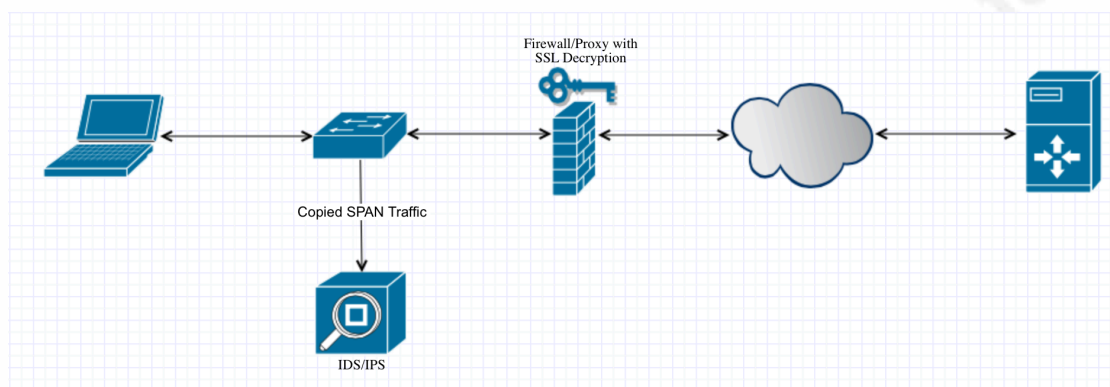 Firewall/Proxy with
SSL Decryption
Copied SPAN Traffic
IDS/IPS